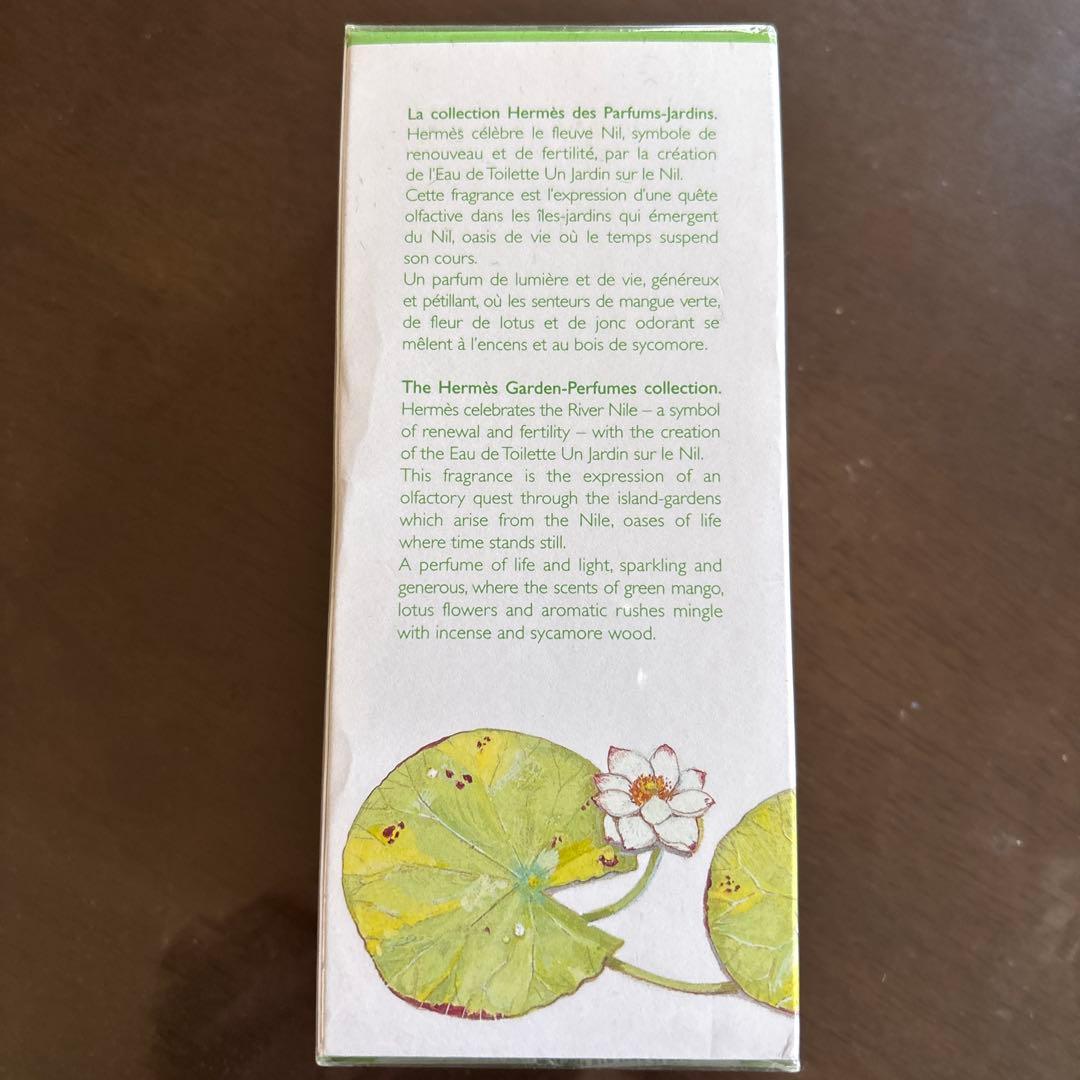 La collection Hermès des Parfums-Jardins.
Hermès célèbre le fleuve Nil, symbole de
renouveau et de fertilité, par la création
de l'Eau de Toilette Un Jardin sur le Nil.
Cette fragrance est l'expression d'une quête
olfactive dans les îles-jardins qui émergent
du Nil, oasis de vie où le temps suspend
son cours.
Un parfum de lumière et de vie, généreux
et pétillant, où les senteurs de mangue verte,
de fleur de lotus et de jonc odorant se
mêlent à l'encens et au bois de sycomore.
The Hermès Garden-Perfumes collection.
Hermès celebrates the River Nile – a symbol
of renewal and fertility – with the creation
of the Eau de Toilette Un Jardin sur le Nil.
This fragrance is the expression of an
olfactory quest through the island-gardens
which arise from the Nile, oases of life
where time stands still.
A perfume of life and light, sparkling and
generous, where the scents of green mango,
lotus flowers and aromatic rushes mingle
with incense and sycamore wood.